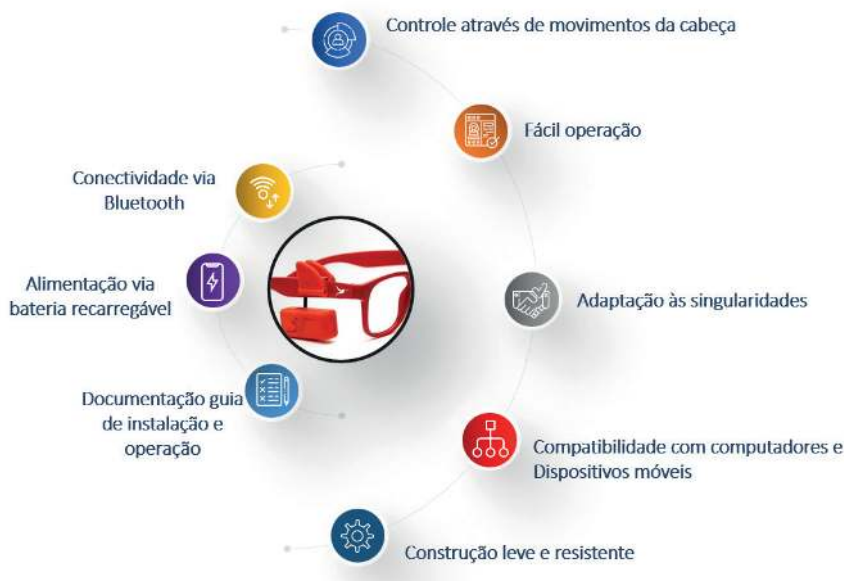 Controle através de movimentos da cabeça
Fácil operação
Conectividade via
Bluetooth
Alimentação via
bateria recarregável
Adaptação às singularidades
Documentação guia
de instalação e
operação
Compatibilidade com computadores e
Dispositivos móveis
Construção leve e resistente